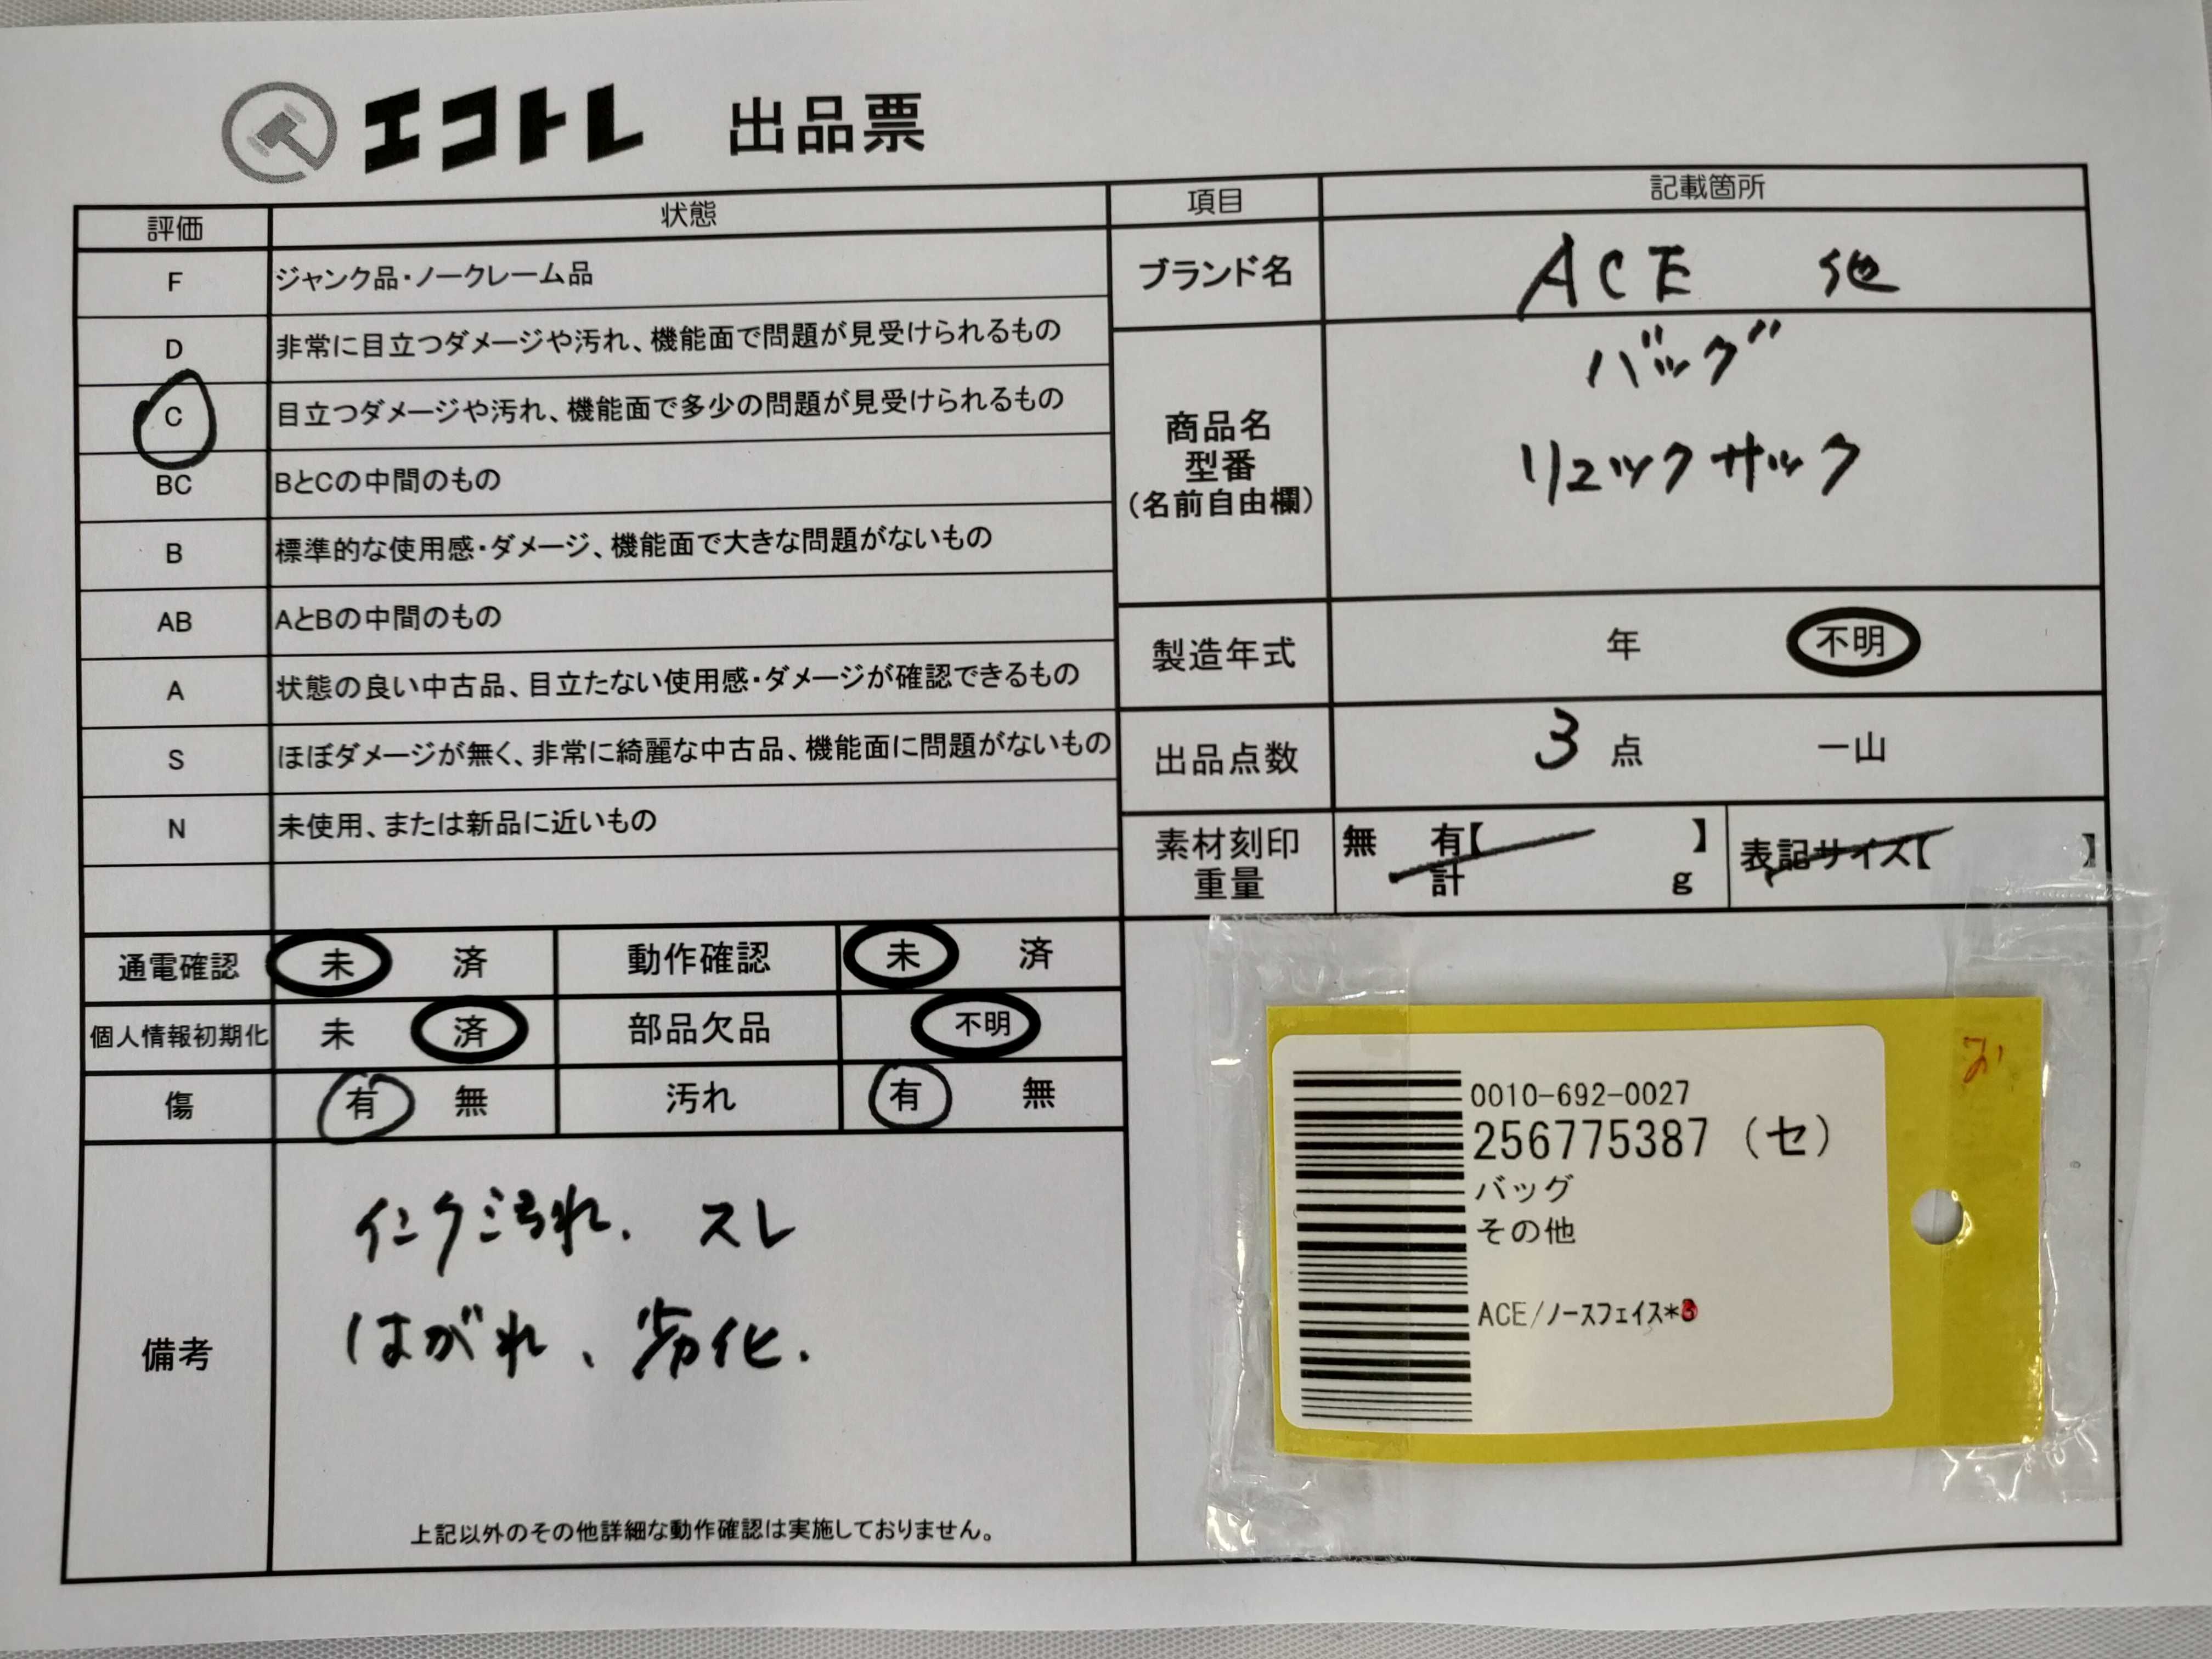 エコトレ 出品票
評価 状態
F ジャンク品・ノークレーム品
D 非常に目立つダメージや汚れ、機能面で問題が見受けられるもの
C 目立つダメージや汚れ、機能面で多少の問題が見受けられるもの
BC BとCの中間のもの
B 標準的な使用感・ダメージ、機能面で大きな問題がないもの
AB AとBの中間のもの
A 状態の良い中古品、目立たない使用感・ダメージが確認できるもの
S ほぼダメージが無く、非常に綺麗な中古品、機能面に問題がないもの
N 未使用、または新品に近いもの
項目 記載箇所
ブランド名 ACE 他
商品名
型番
(名前自由欄)
バッグ
リュックサック
製造年式 年 不明
出品点数 3 点 一山
素材刻印
重量
無 有【 】
計 g
表記サイズ【 】
通電確認 未 済 動作確認 未 済
個人情報初期化 未 済 部品欠品 不明
傷 有 無 汚れ 有 無
備考
インク汚れ. スレ
はがれ、劣化.
上記以外のその他詳細な動作確認は実施しておりません。
0010-692-0027
256775387 (セ)
バッグ
その他
ACE/ノースフェイス*3